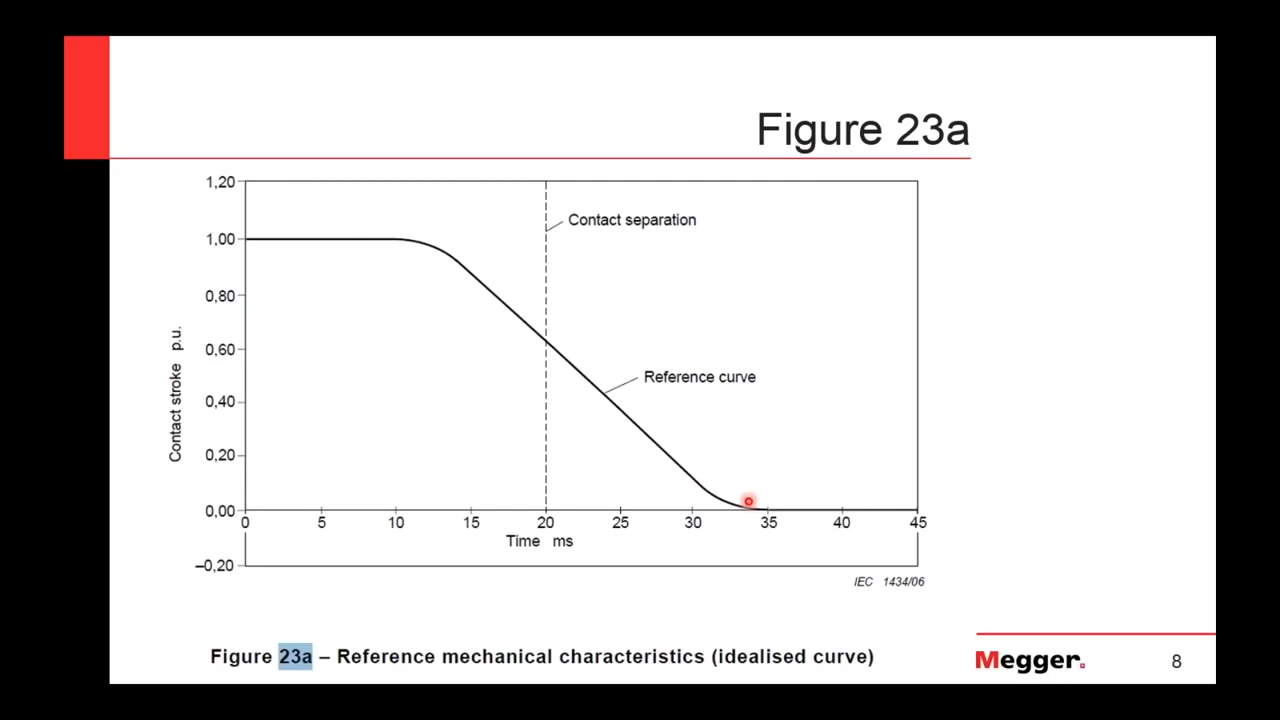 Figure 23a
1,20
Contact separation
1,00
0,80
0,60
Reference curve
0,40
0,20
0,00
Contact stroke p.u.
0 5 10 15 20 25 30 35 40 45
Time ms
–0,20
IEC 1434/06
Figure 23a – Reference mechanical characteristics (idealised curve)
Megger.
8